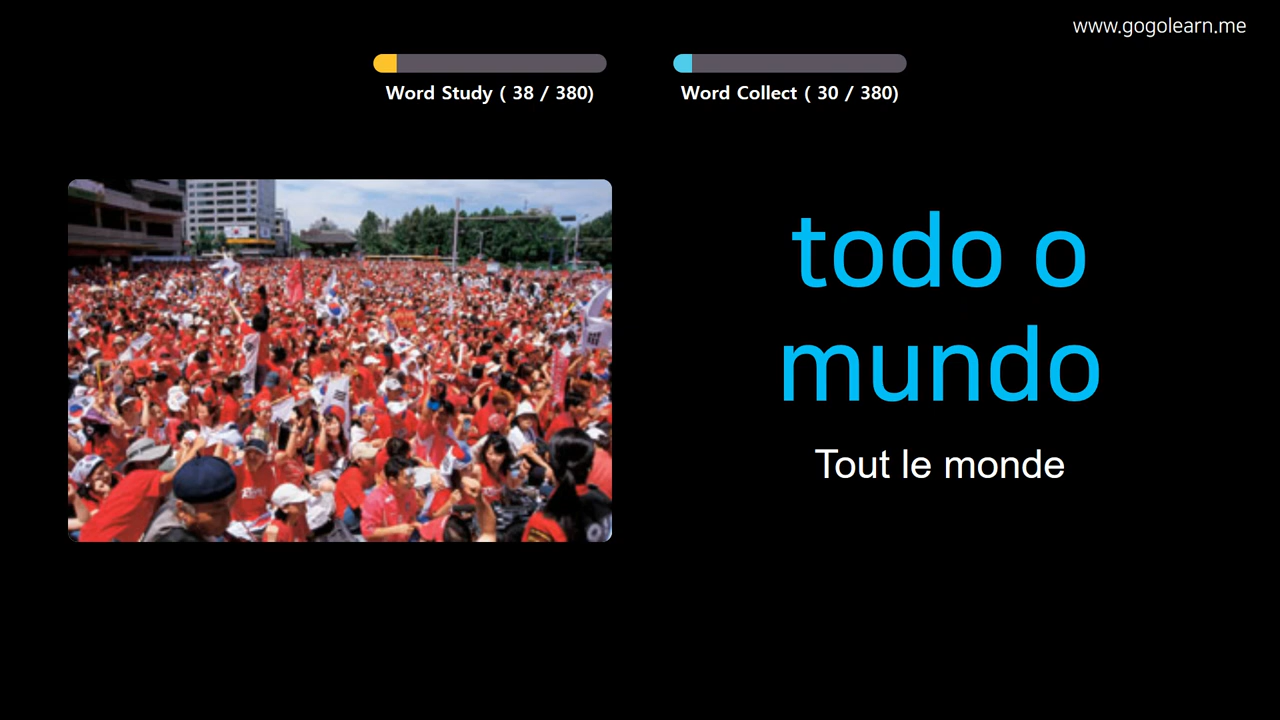 www.gogolearn.me
Word Study ( 38 / 380)
Word Collect ( 30 / 380)
todo o
mundo
Tout le monde